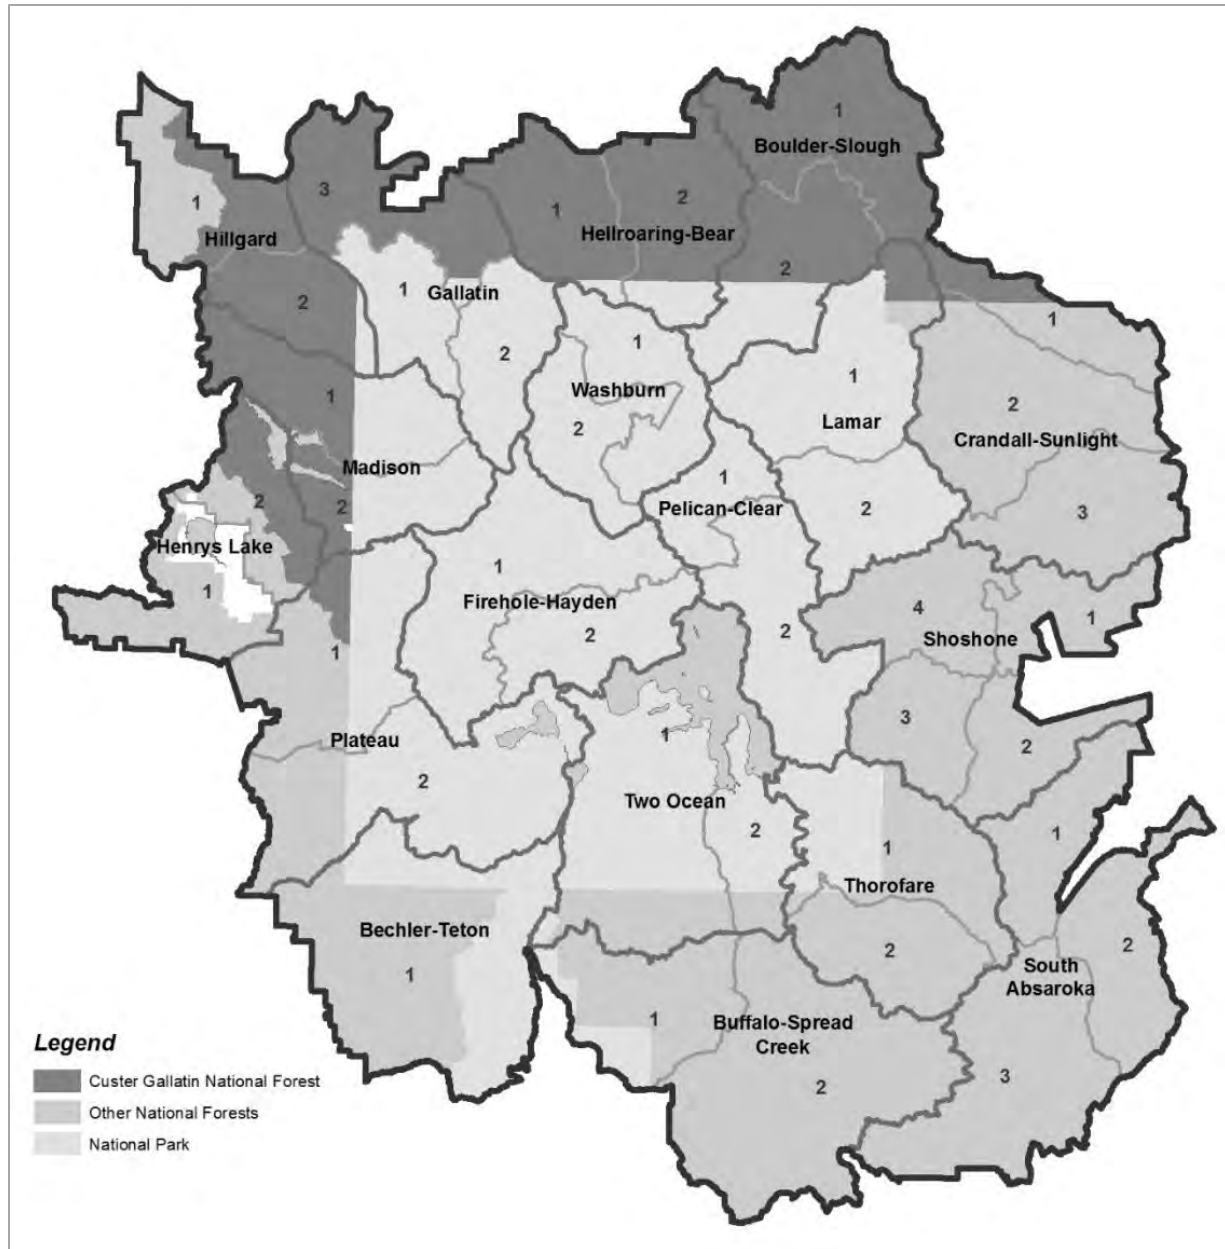 1
Boulder-Slough
1
3
2
1
Hellroaring-Bear
Hillgard
2
1
Gallatin
2
1
1
2
1
Washburn
1
2
1
2
Lamar
2
Crandall-Sunlight
Madison
1
2
2
Pelican-Clear
2
3
Henrys Lake
1
1
Firehole-Hayden
4
1
2
2
Shoshone
1
3
Plateau
1
2
2
Two Ocean
2
1
1
Thorofare
Bechler-Teton
2
2
1
South
Absaroka
1
Buffalo-Spread
Creek
2
3
Legend
Custer Gallatin National Forest
Other National Forests
National Park